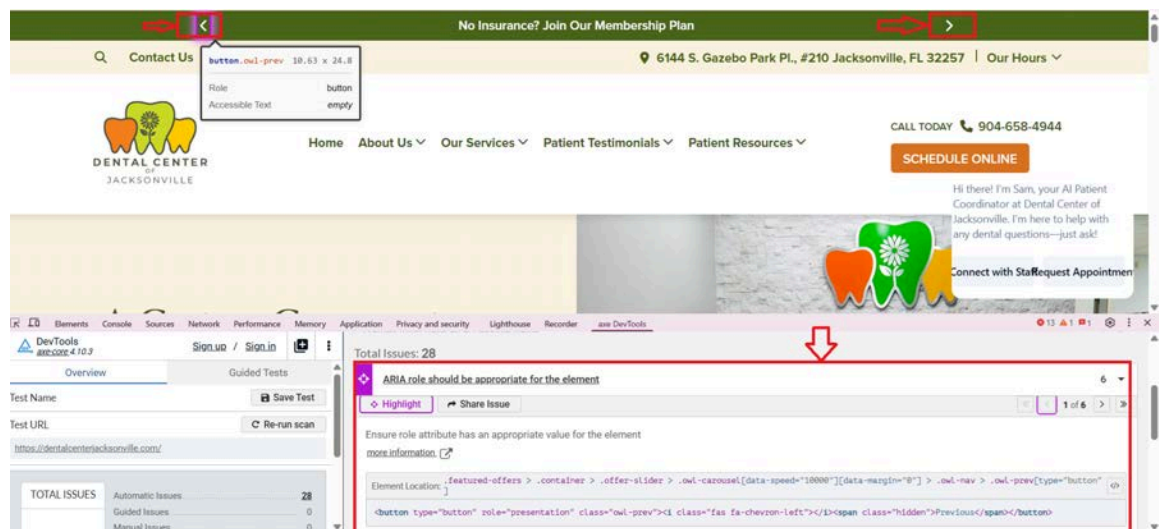 No Insurance? Join Our Membership Plan
Contact Us
6144 S. Gazebo Park Pl., #210 Jacksonville, FL 32257 | Our Hours
button.owl-prev 10.63 x 24.8
Role button
Accessible Text empty
DENTAL CENTER
OF
JACKSONVILLE
Home About Us Our Services Patient Testimonials Patient Resources
CALL TODAY 904-658-4944
SCHEDULE ONLINE
Hi there! I'm Sam, your AI Patient
Coordinator at Dental Center of
Jacksonville. I'm here to help with
any dental questions—just ask!
Connect with Staff Request Appointmen
Elements Console Sources Network Performance Memory Application Privacy and security Lighthouse Recorder axe DevTools 13 1 1
DevTools
axe-core 4.10.3
Sign up / Sign in
Overview Guided Tests
Test Name Save Test
Test URL Re-run scan
https://dentalcenterjacksonville.com/
TOTAL ISSUES
Automatic Issues 28
Guided Issues 0
Manual Issues 0
Total Issues: 28
ARIA role should be appropriate for the element 6
Highlight Share Issue 1 of 6
Ensure role attribute has an appropriate value for the element
more information
Element Location: .featured-offers > .container > .offer-slider > .owl-carousel[data-speed="10000"][data-margin="0"] > .owl-nav > .owl-prev[type="button"
]
<button type="button" role="presentation" class="owl-prev"><i class="fas fa-chevron-left"></i><span class="hidden">Previous</span></button>